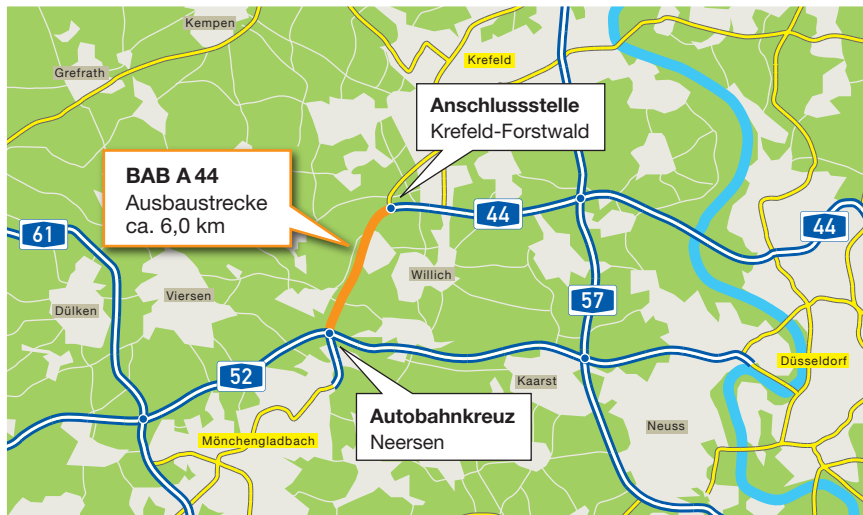 Kempen
Grefrath
Krefeld
Anschlussstelle
Krefeld-Forstwald
BAB A 44
Ausbaustrecke
ca. 6,0 km
44
44
61
Willich
Viersen
Dülken
57
52
Düsseldorf
Kaarst
Autobahnkreuz
Neersen
Neuss
Mönchengladbach